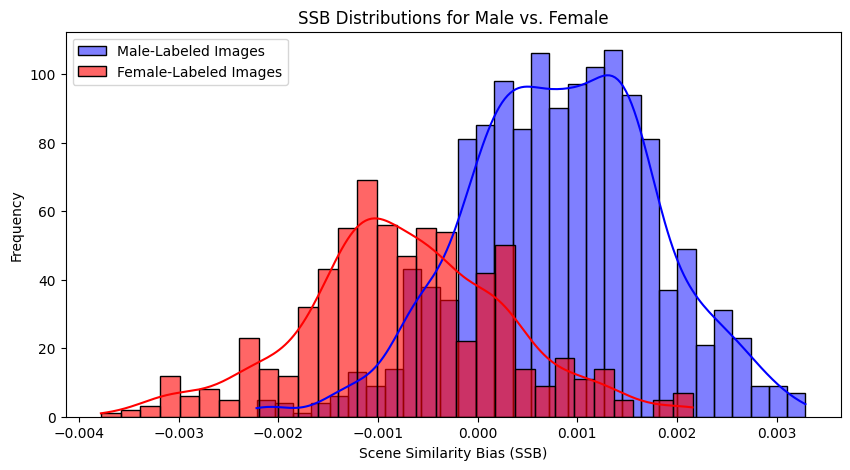 SSB Distributions for Male vs. Female
Male-Labeled Images
Female-Labeled Images
Frequency
100
80
60
40
20
0
−0.004 −0.003 −0.002 −0.001 0.000 0.001 0.002 0.003
Scene Similarity Bias (SSB)